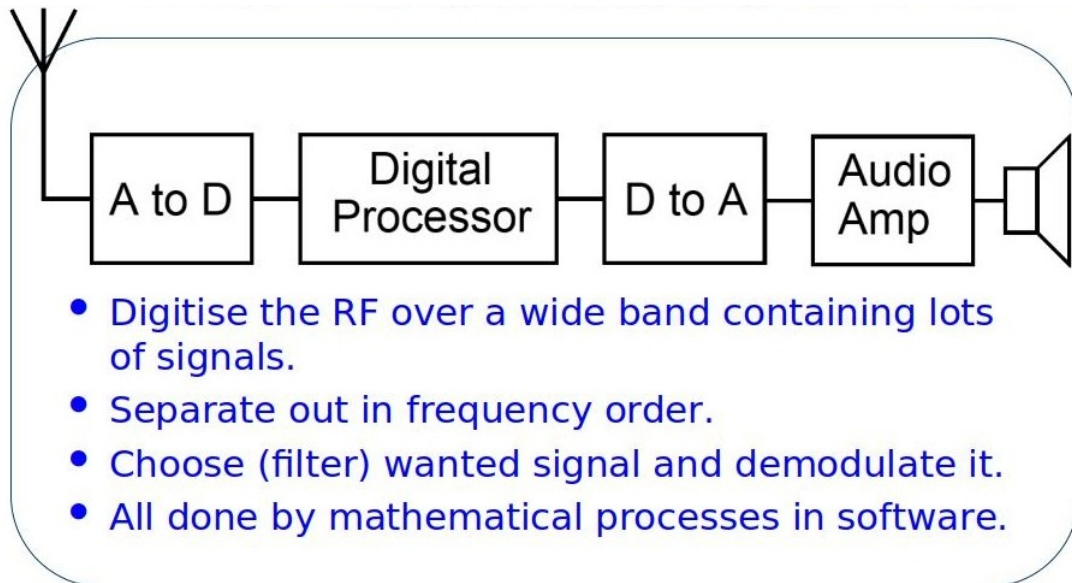 A to D
Digital
Processor
D to A
Audio
Amp
• Digitise the RF over a wide band containing lots
of signals.
• Separate out in frequency order.
• Choose (filter) wanted signal and demodulate it.
• All done by mathematical processes in software.